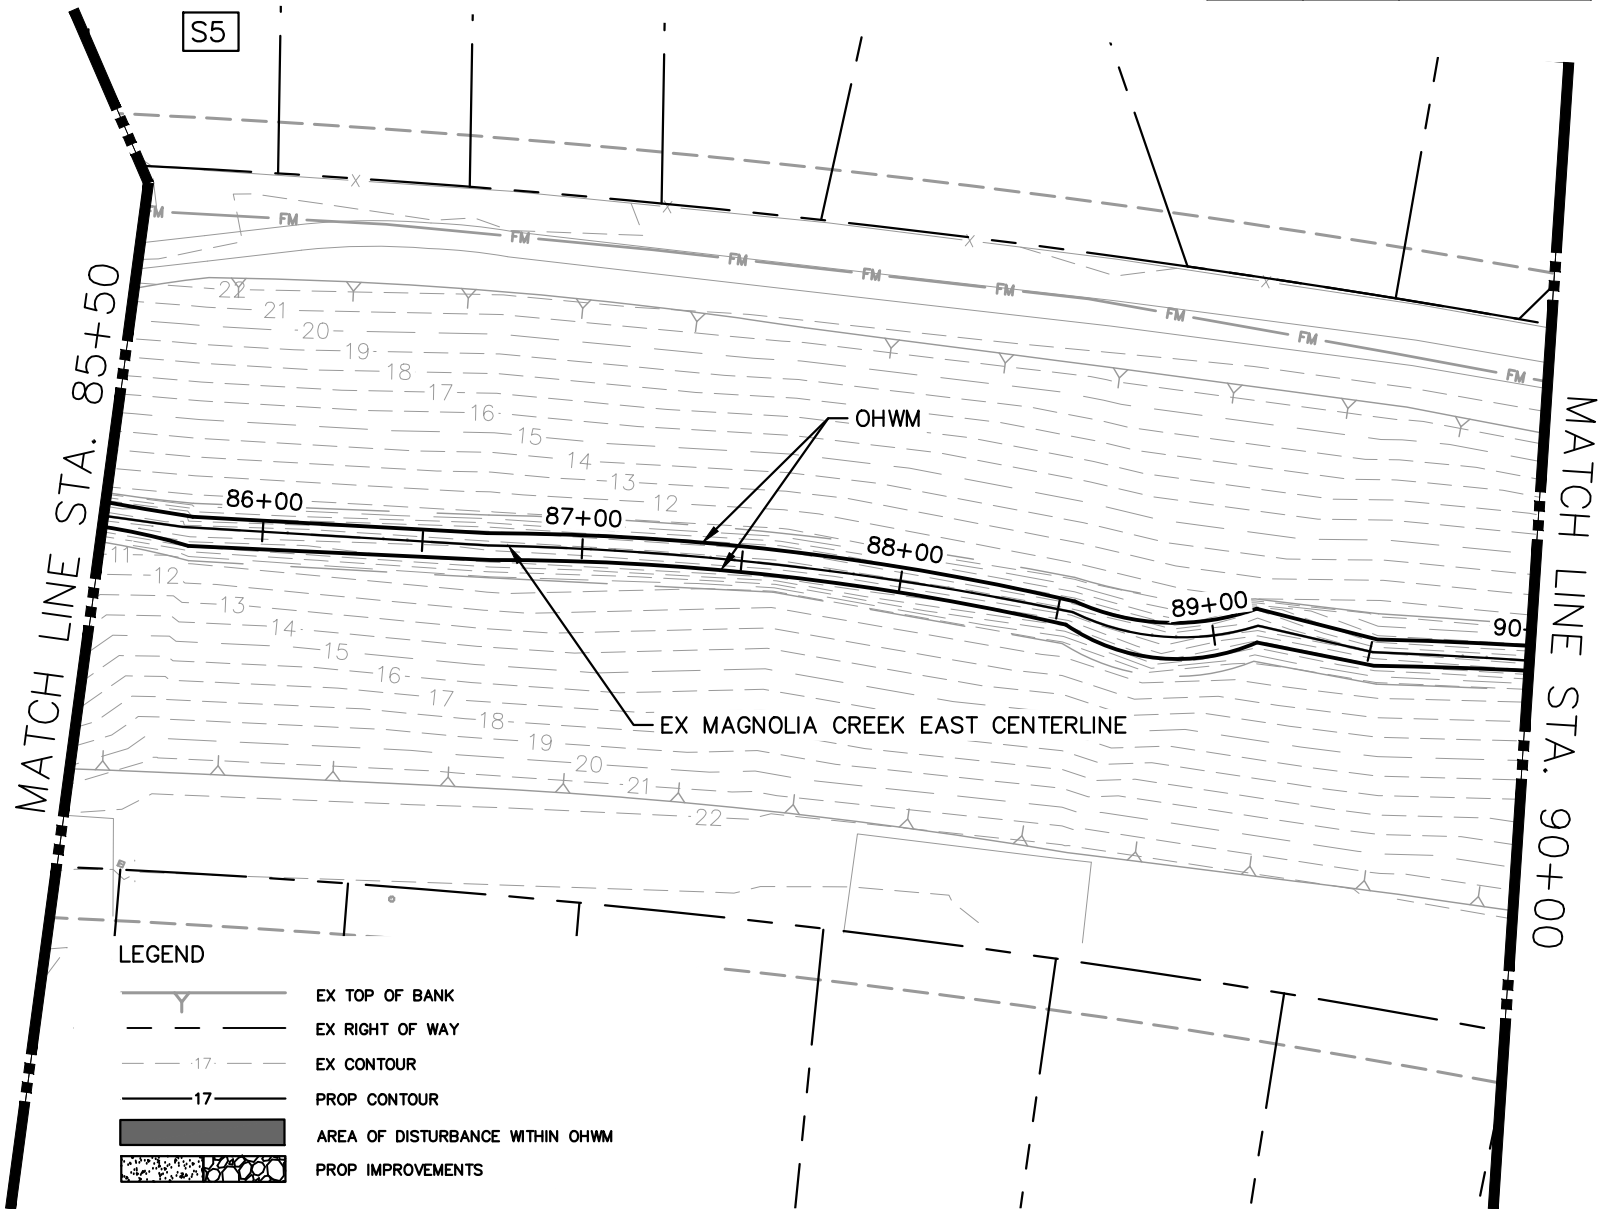 S5
FM
FM
FM
FM
FM
FM
FM
FM
FM
22
21
20
19
18
17
16
15
14
13
12
MATCH LINE STA. 85+50
OHWM
86+00
87+00
88+00
89+00
90
MATCH LINE STA. 90+00
11
12
13
14
15
16
17
18
19
20
21
22
EX MAGNOLIA CREEK EAST CENTERLINE
LEGEND
EX TOP OF BANK
EX RIGHT OF WAY
17 EX CONTOUR
17 PROP CONTOUR
AREA OF DISTURBANCE WITHIN OHWM
PROP IMPROVEMENTS